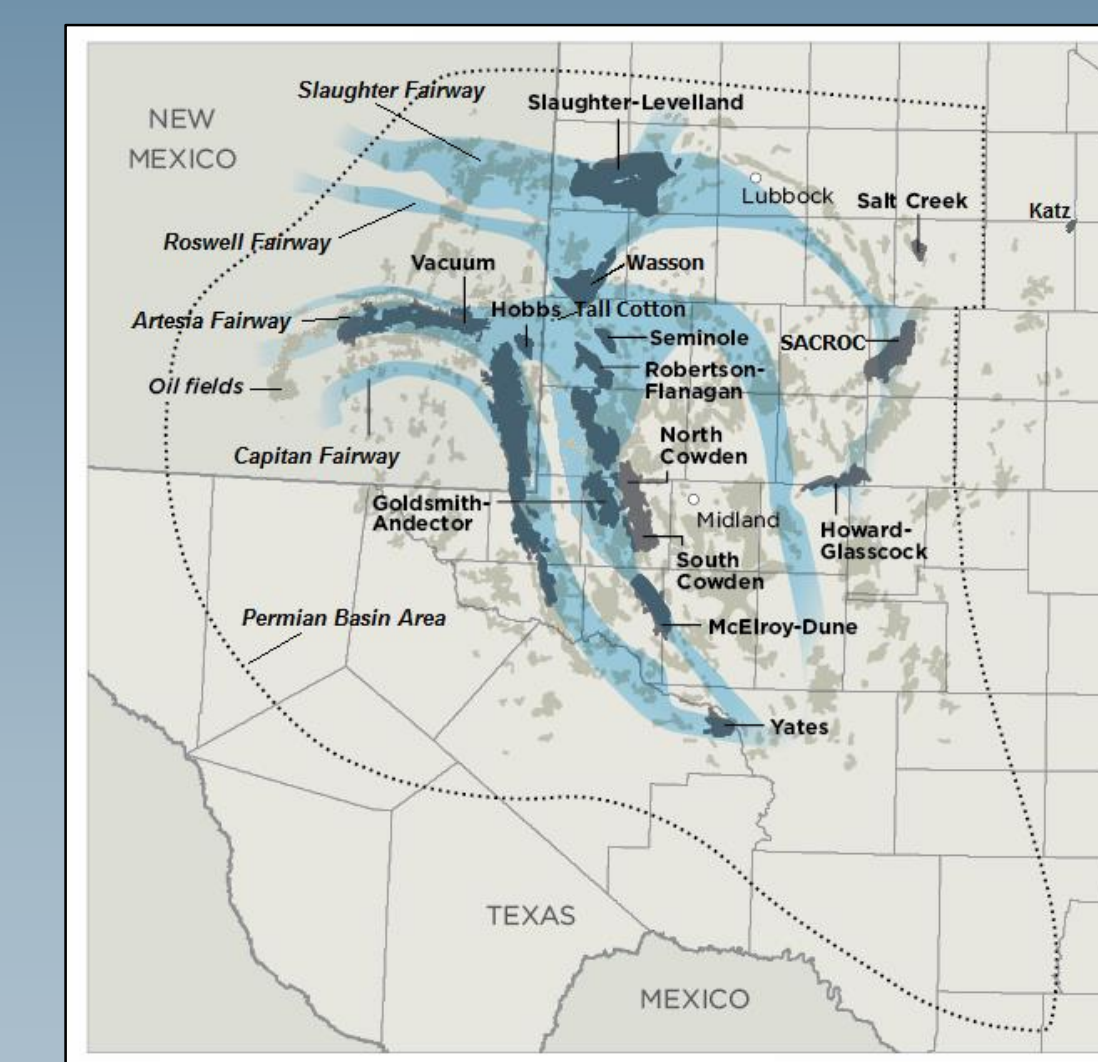 Slaughter Fairway
Slaughter-Levelland
NEW
MEXICO
Lubbock
Salt Creek
Katz
Roswell Fairway
Vacuum
Wasson
Hobbs
Tall Cotton
Artesia Fairway
Seminole
SACROC
Robertson-
Flanagan
Oil fields
North
Cowden
Capitan Fairway
Goldsmith-
Andector
Midland
Howard-
Glasscock
South
Cowden
Permian Basin Area
McElroy-Dune
Yates
TEXAS
MEXICO